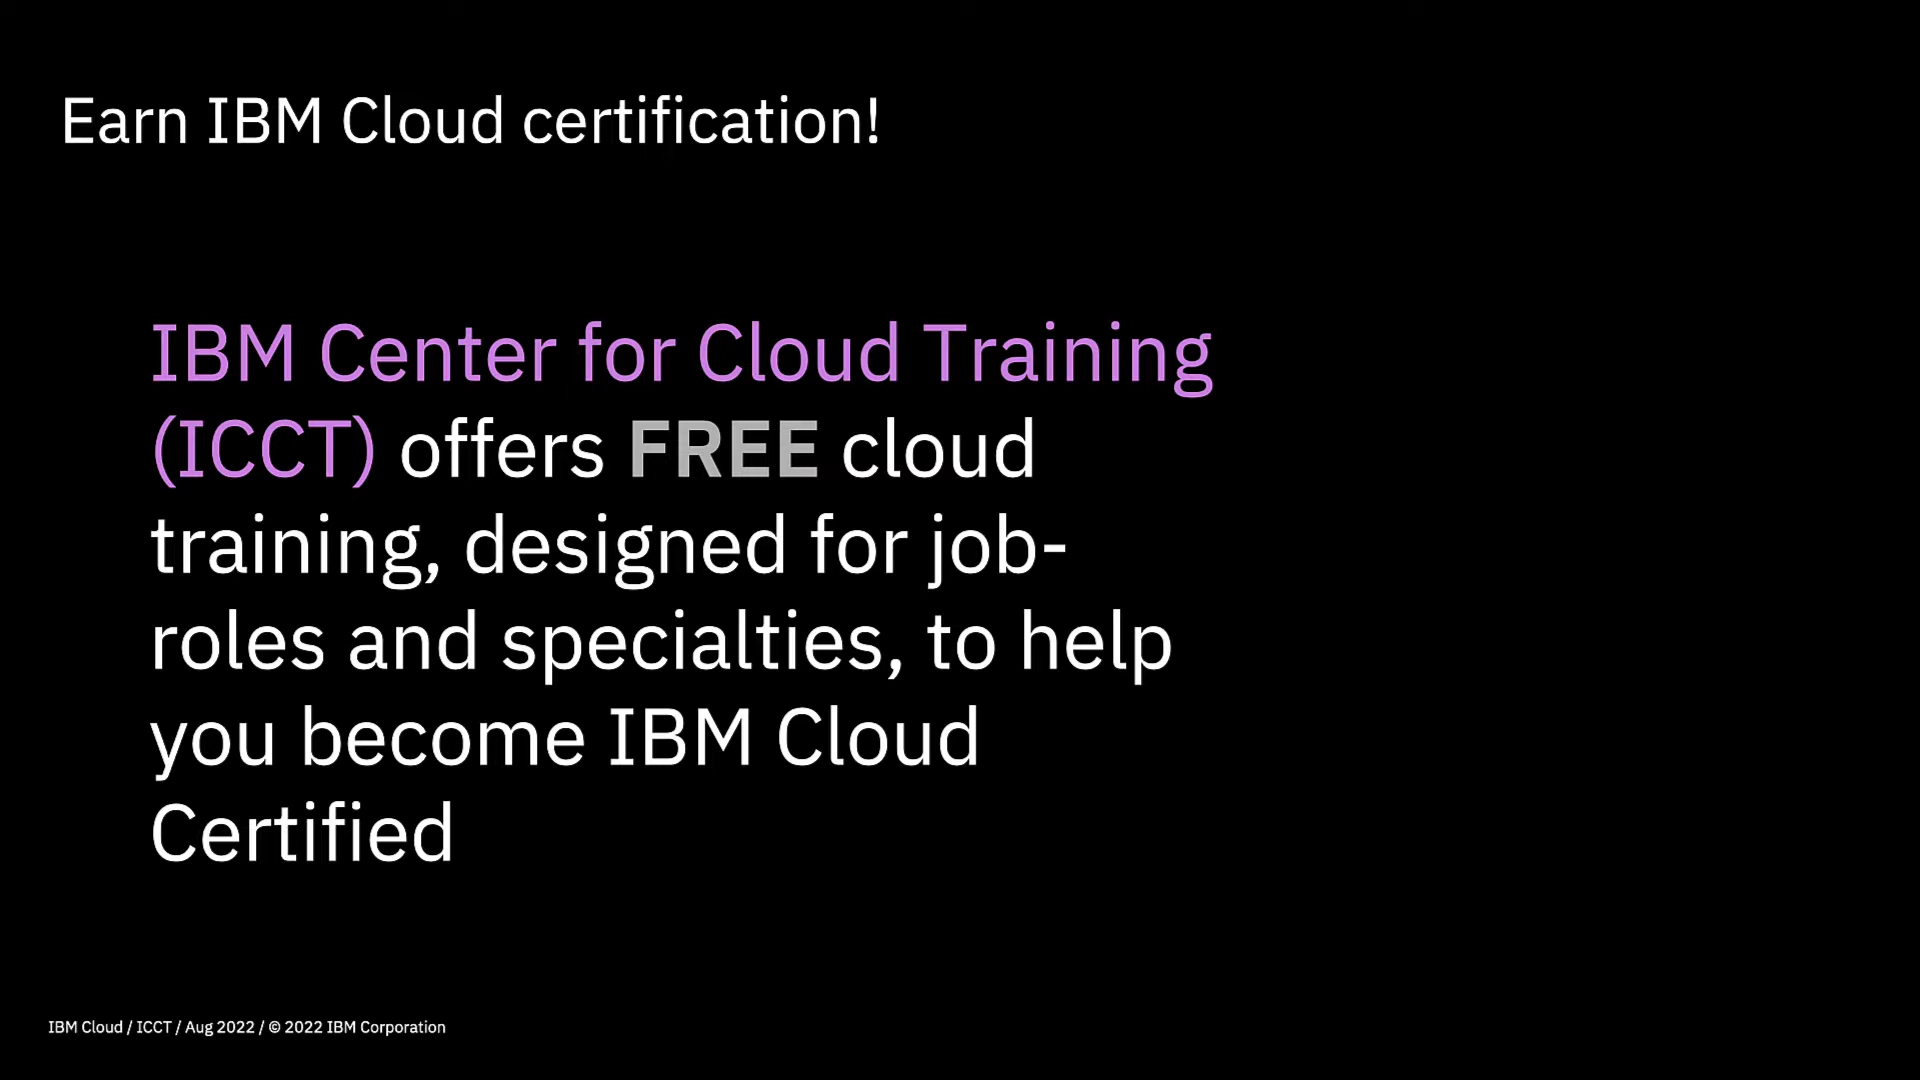 Earn IBM Cloud certification!
IBM Center for Cloud Training
(ICCT) offers FREE cloud
training, designed for job-
roles and specialties, to help
you become IBM Cloud
Certified
IBM Cloud / ICCT / Aug 2022 / © 2022 IBM Corporation